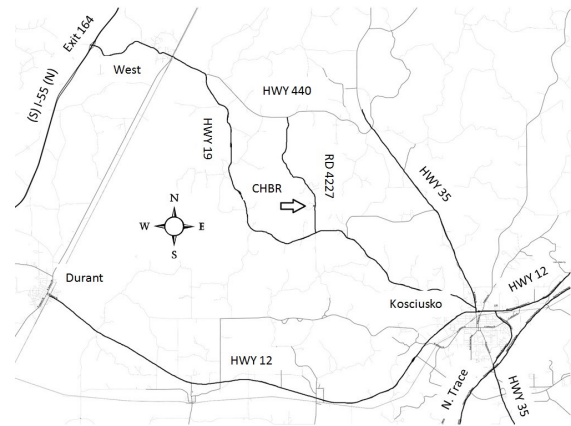 Exit 164
(S) I-55 (N)
West
HWY 440
HWY 19
RD 4227
CHBR
HWY 35
N
W E
S
Durant
Kosciusko
HWY 12
HWY 12
N. Trace
HWY 35